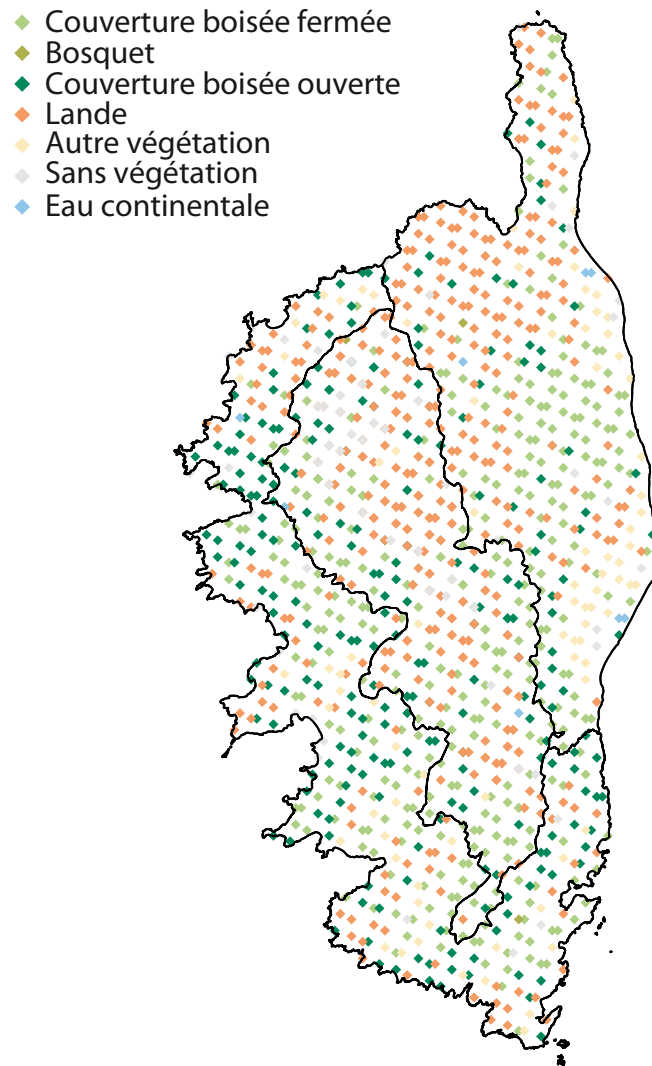 Couverture boisée fermée
Bosquet
Couverture boisée ouverte
Lande
Autre végétation
Sans végétation
Eau continentale